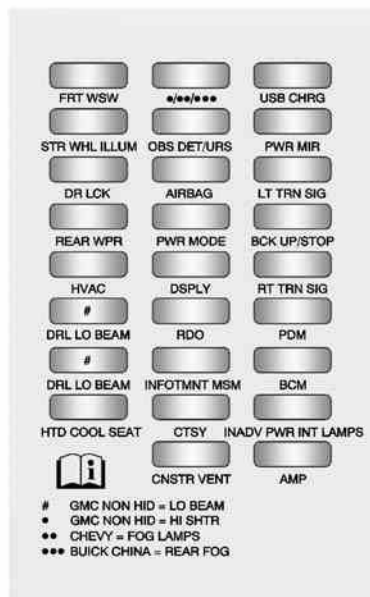 FRT WSW ●/●●/●●● USB CHRG
STR WHL ILLUM OBS DET/URS PWR MIR
DR LCK AIRBAG LT TRN SIG
REAR WPR PWR MODE BCK UP/STOP
HVAC DSPLY RT TRN SIG
#
DRL LO BEAM RDO PDM
#
DRL LO BEAM INFOTMNT MSM BCM
HTD COOL SEAT CTSY INADV PWR INT LAMPS
i
CNSTR VENT AMP
# GMC NON HID = LO BEAM
● GMC NON HID = HI SHTR
●● CHEVY = FOG LAMPS
●●● BUICK CHINA = REAR FOG